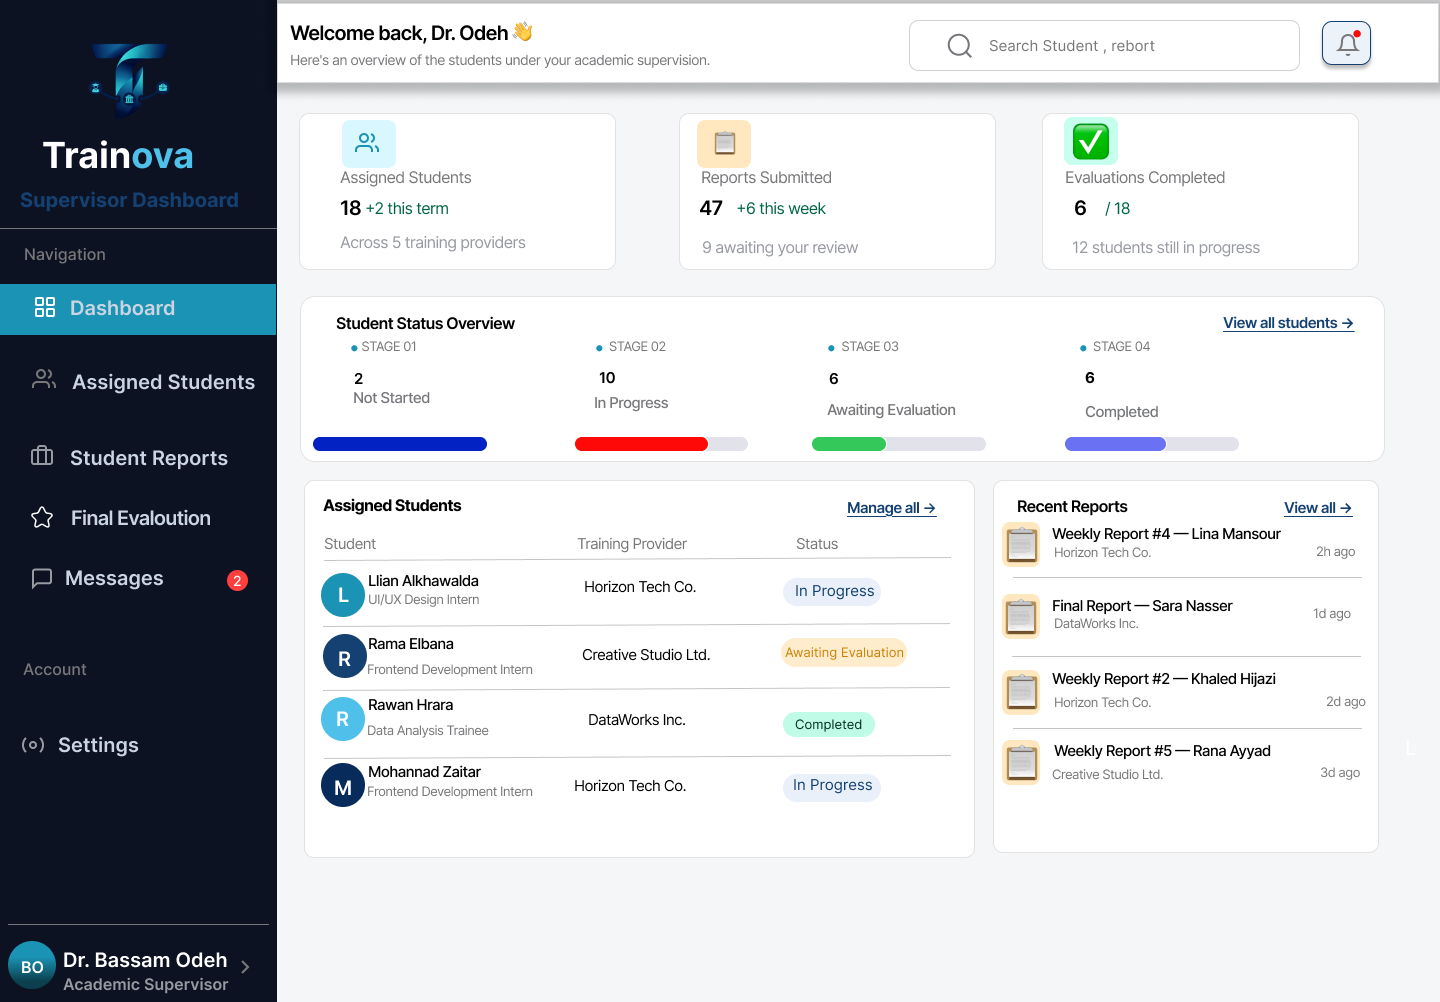 Trainova
Supervisor Dashboard
Navigation
Dashboard
Assigned Students
Student Reports
Final Evaloution
Messages
2
Account
Settings
BO
Dr. Bassam Odeh
Academic Supervisor
Welcome back, Dr. Odeh 👋
Here's an overview of the students under your academic supervision.
Search Student , rebort
Assigned Students
18 +2 this term
Across 5 training providers
Reports Submitted
47 +6 this week
9 awaiting your review
Evaluations Completed
6 / 18
12 students still in progress
Student Status Overview
View all students →
STAGE 01
2
Not Started
STAGE 02
10
In Progress
STAGE 03
6
Awaiting Evaluation
STAGE 04
6
Completed
Assigned Students
Manage all →
Student Training Provider Status
L
Llian Alkhawalda
UI/UX Design Intern
Horizon Tech Co.
In Progress
R
Rama Elbana
Frontend Development Intern
Creative Studio Ltd.
Awaiting Evaluation
R
Rawan Hrara
Data Analysis Trainee
DataWorks Inc.
Completed
M
Mohannad Zaitar
Frontend Development Intern
Horizon Tech Co.
In Progress
Recent Reports
View all →
Weekly Report #4 — Lina Mansour
Horizon Tech Co.
2h ago
Final Report — Sara Nasser
DataWorks Inc.
1d ago
Weekly Report #2 — Khaled Hijazi
Horizon Tech Co.
2d ago
Weekly Report #5 — Rana Ayyad
Creative Studio Ltd.
3d ago
L